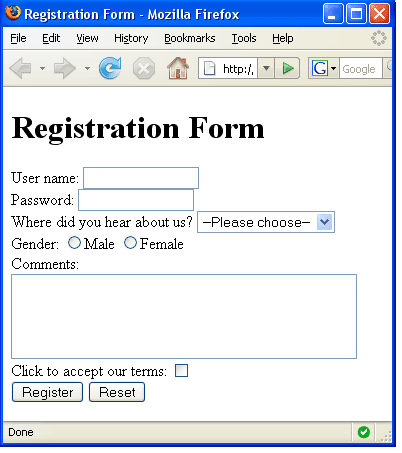 Registration Form - Mozilla Firefox
File Edit View History Bookmarks Tools Help
http:/, G Google
Registration Form
User name:
Password:
Where did you hear about us? --Please choose--
Gender: Male Female
Comments:
Click to accept our terms:
Register Reset
Done